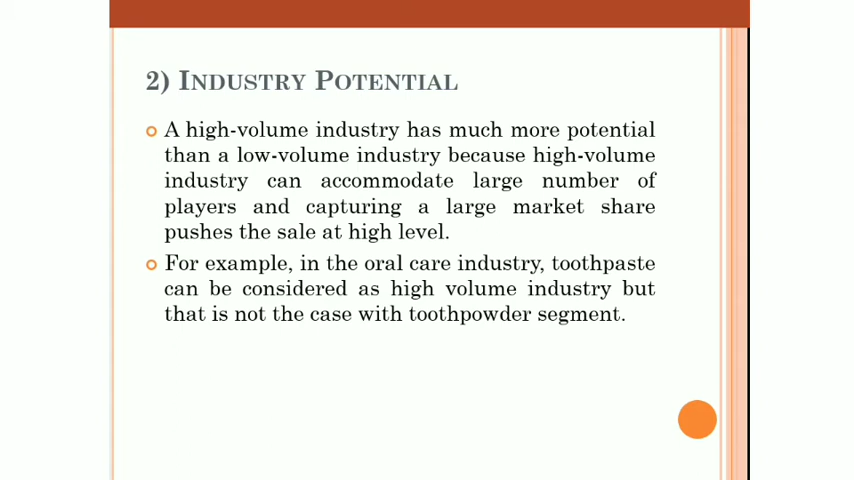 2) INDUSTRY POTENTIAL
A high-volume industry has much more potential
than a low-volume industry because high-volume
industry can accommodate large number of
players and capturing a large market share
pushes the sale at high level.
For example, in the oral care industry, toothpaste
can be considered as high volume industry but
that is not the case with toothpowder segment.